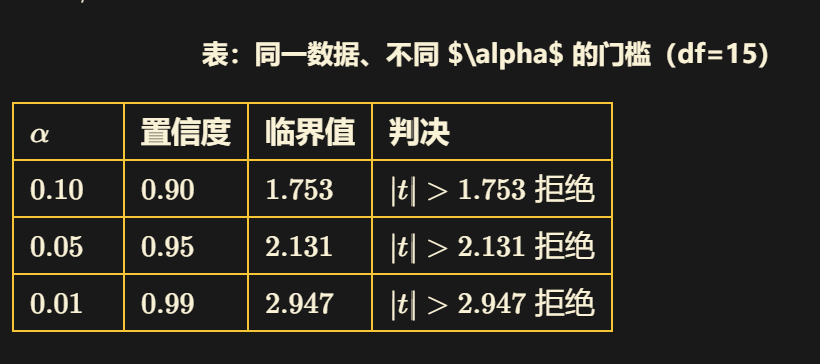 表：同一数据、不同 $\alpha$ 的门槛（df=15）
α 置信度 临界值 判决
0.10 0.90 1.753 |t| > 1.753 拒绝
0.05 0.95 2.131 |t| > 2.131 拒绝
0.01 0.99 2.947 |t| > 2.947 拒绝